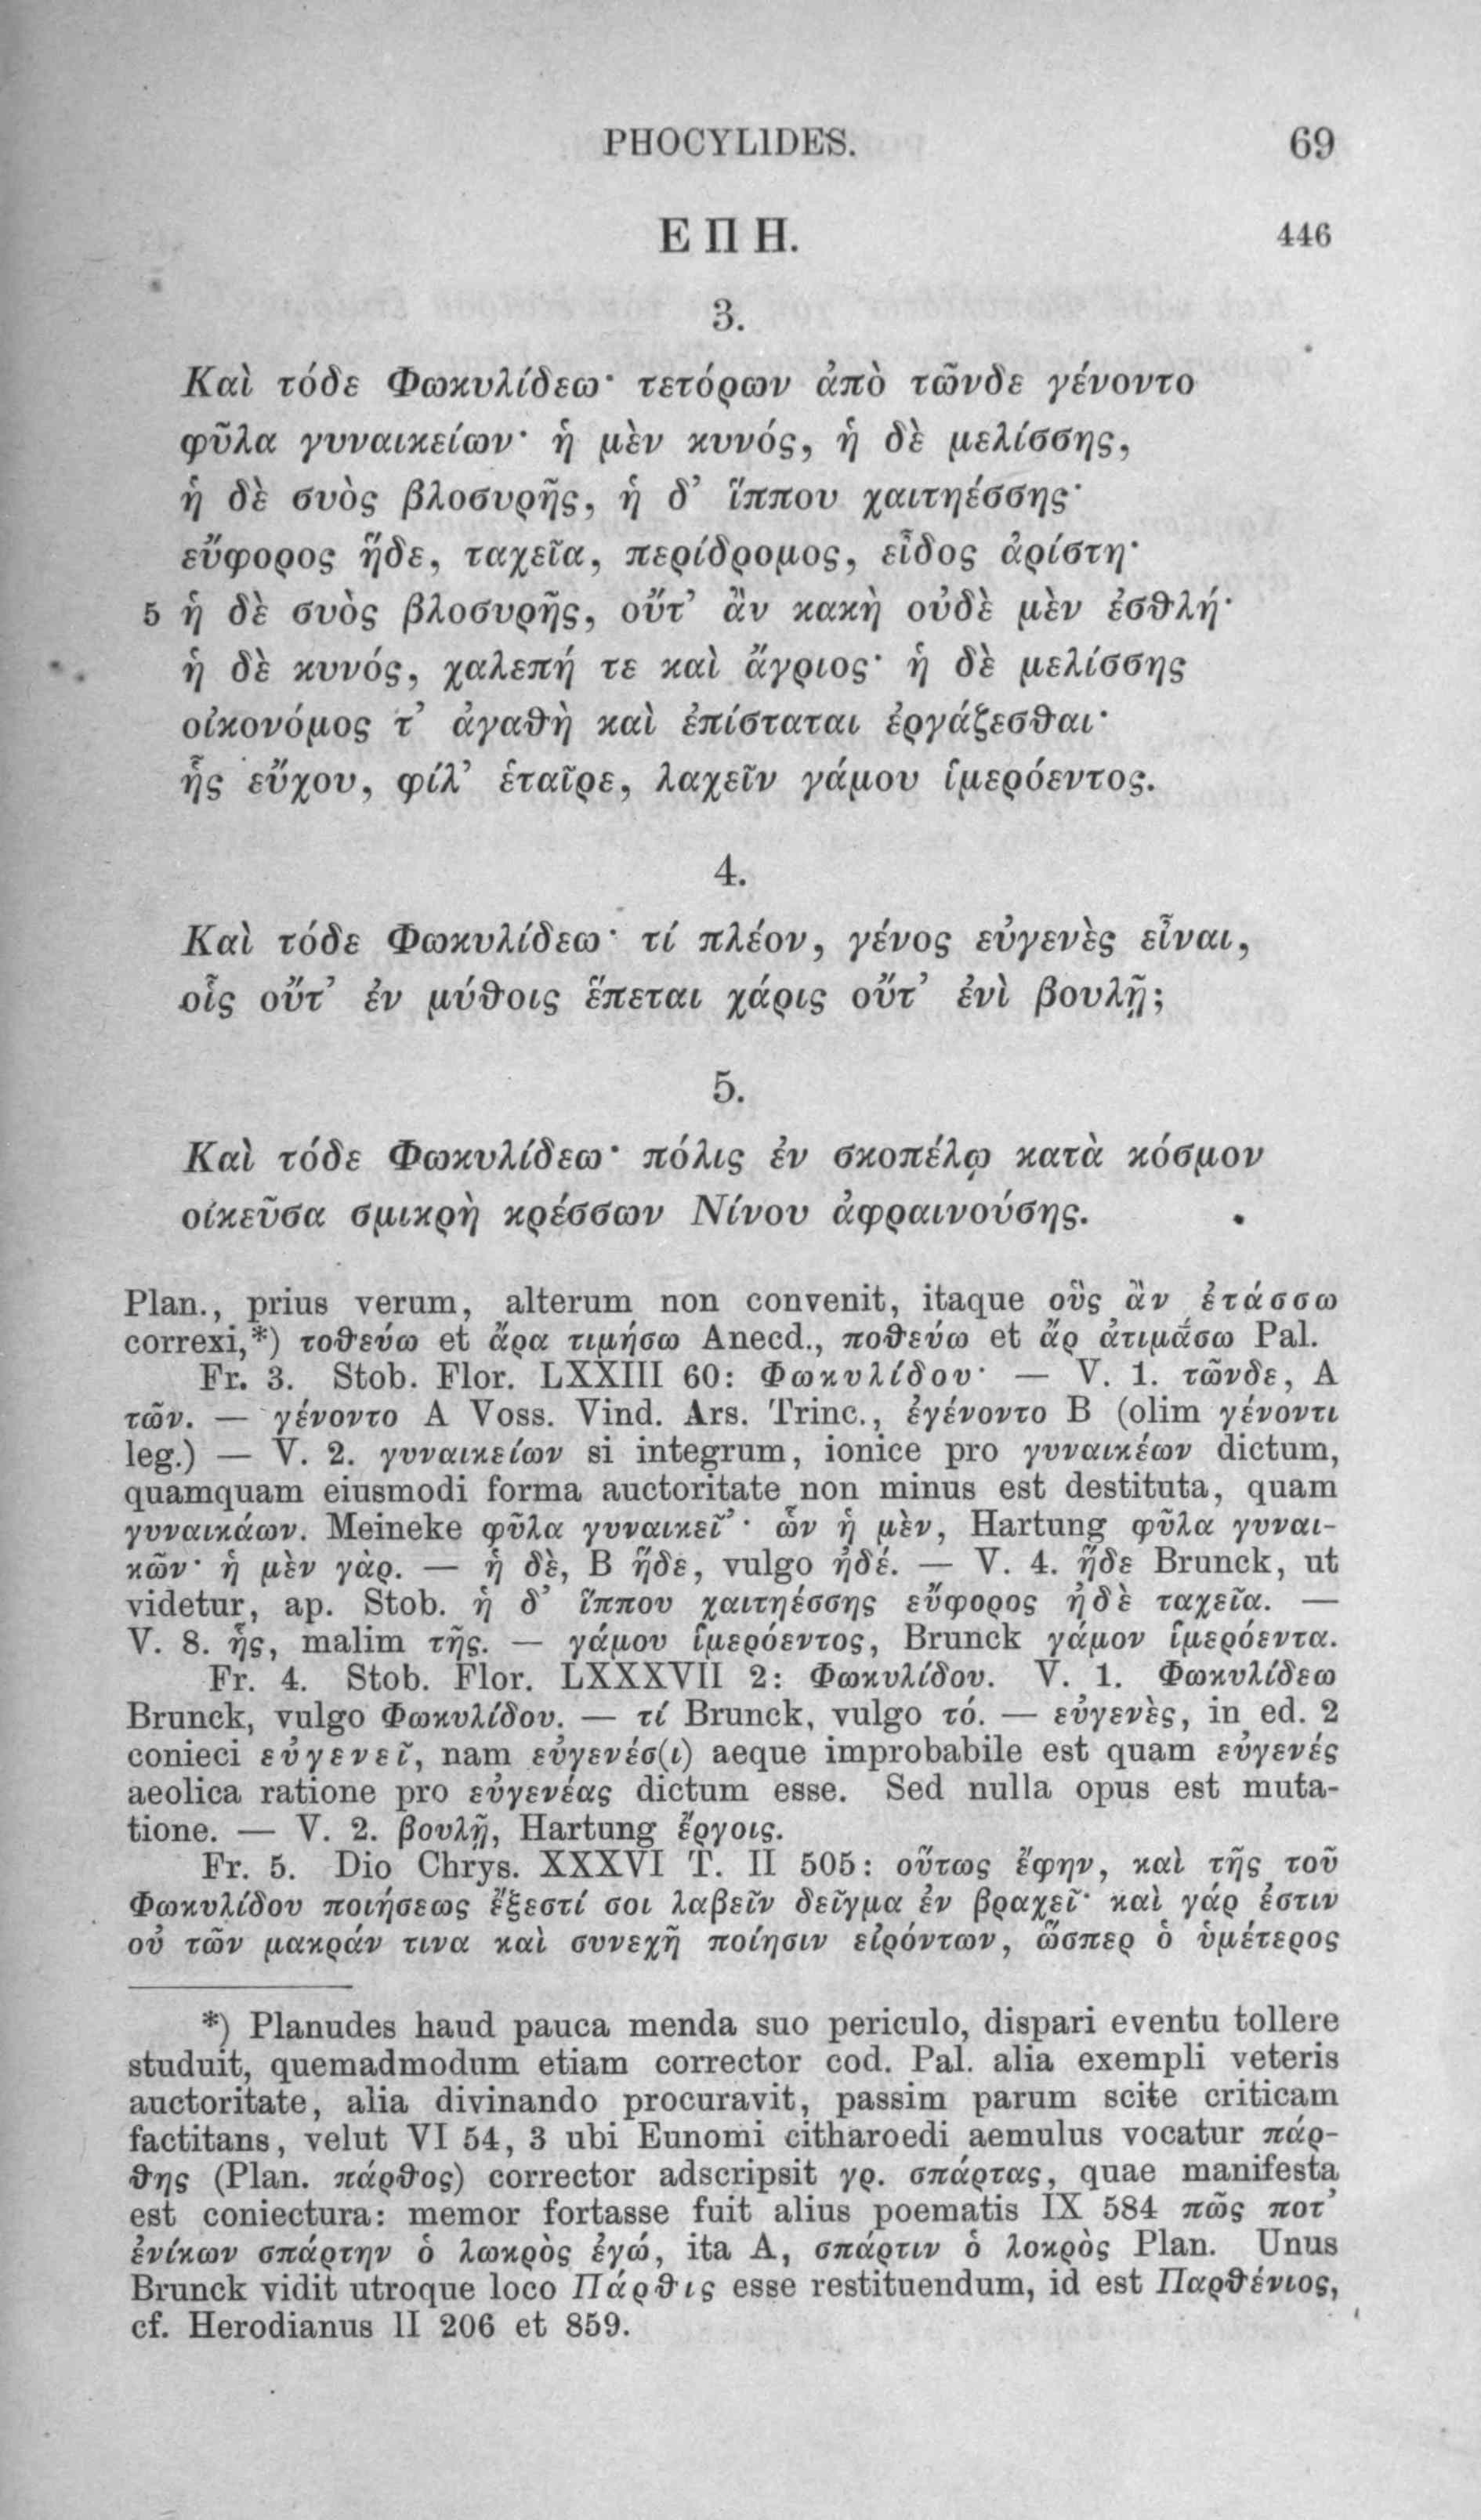 PHOCYLIDES. 69
ΕΠΗ. 446
3.
Καὶ τόδε Φωκυλίδεω· τετόρων ἀπὸ τῶνδε γένοντο
φῦλα γυναικείων· ἡ μὲν κυνός, ἡ δὲ μελίσσης,
ἡ δὲ συὸς βλοσυρῆς, ἡ δ’ ἵππου χαιτηέσσης·
εὔφορος ἥδε, ταχεῖα, περίδρομος, εἶδος ἀρίστη·
5 ἡ δὲ συὸς βλοσυρῆς, οὔτ’ ἂν κακὴ οὐδὲ μὲν ἐσθλή·
ἡ δὲ κυνός, χαλεπή τε καὶ ἄγριος· ἡ δὲ μελίσσης
οἰκονόμος τ’ ἀγαθὴ καὶ ἐπίσταται ἐργάζεσθαι·
ἧς εὔχου, φίλ’ ἑταῖρε, λαχεῖν γάμου ἱμερόεντος.
4.
Καὶ τόδε Φωκυλίδεω· τί πλέον, γένος εὐγενὲς εἶναι,
οἷς οὔτ’ ἐν μύθοις ἕπεται χάρις οὔτ’ ἐνὶ βουλῇ;
5.
Καὶ τόδε Φωκυλίδεω· πόλις ἐν σκοπέλῳ κατὰ κόσμον
οἰκεῦσα σμικρὴ κρέσσων Νίνου ἀφραινούσης.
Plan., prius verum, alterum non convenit, itaque οὓς ἂν ἐτάσσω
correxi,*) τοθεύω et ἄρα τιμήσω Anecd., ποθεύω et ἄρ ἀτιμάσω Pal.
Fr. 3. Stob. Flor. LXXIII 60: Φωκυλίδου· — V. 1. τῶνδε, A
τῶν. — γένοντο A Voss. Vind. Ars. Trinc., ἐγένοντο B (olim γένοντι
leg.) — V. 2. γυναικείων si integrum, ionice pro γυναικέων dictum,
quamquam eiusmodi forma auctoritate non minus est destituta, quam
γυναικάων. Meineke φῦλα γυναικεῖ’· ὧν ἡ μὲν, Hartung φῦλα γυναι-
κῶν· ἡ μὲν γὰρ. — ἡ δὲ, B ἥδε, vulgo ἠδέ. — V. 4. ἥδε Brunck, ut
videtur, ap. Stob. ἡ δ’ ἵππου χαιτηέσσης εὔφορος ἠδὲ ταχεῖα. —
V. 8. ἧς, malim τῆς. — γάμου ἱμερόεντος, Brunck γάμον ἱμερόεντα.
Fr. 4. Stob. Flor. LXXXVII 2: Φωκυλίδου. V. 1. Φωκυλίδεω
Brunck, vulgo Φωκυλίδου. — τί Brunck, vulgo τό. — εὐγενὲς, in ed. 2
conieci εὐγενεῖ, nam εὐγενέσ(ι) aeque improbabile est quam εὐγενές
aeolica ratione pro εὐγενέας dictum esse. Sed nulla opus est muta-
tione. — V. 2. βουλῇ, Hartung ἔργοις.
Fr. 5. Dio Chrys. XXXVI T. II 505: οὕτως ἔφην, καὶ τῆς τοῦ
Φωκυλίδου ποιήσεως ἔξεστί σοι λαβεῖν δεῖγμα ἐν βραχεῖ· καὶ γάρ ἐστιν
οὐ τῶν μακράν τινα καὶ συνεχῆ ποίησιν εἰρόντων, ὥσπερ ὁ ὑμέτερος
*) Planudes haud pauca menda suo periculo, dispari eventu tollere
studuit, quemadmodum etiam corrector cod. Pal. alia exempli veteris
auctoritate, alia divinando procuravit, passim parum scite criticam
factitans, velut VI 54, 3 ubi Eunomi citharoedi aemulus vocatur πάρ-
θης (Plan. πάρθος) corrector adscripsit γρ. σπάρτας, quae manifesta
est coniectura: memor fortasse fuit alius poematis IX 584 πῶς ποτ’
ἐνίκων σπάρτην ὁ λωκρὸς ἐγώ, ita A, σπάρτιν ὁ λοκρὸς Plan. Unus
Brunck vidit utroque loco Πάρθις esse restituendum, id est Παρθένιος,
cf. Herodianus II 206 et 859.